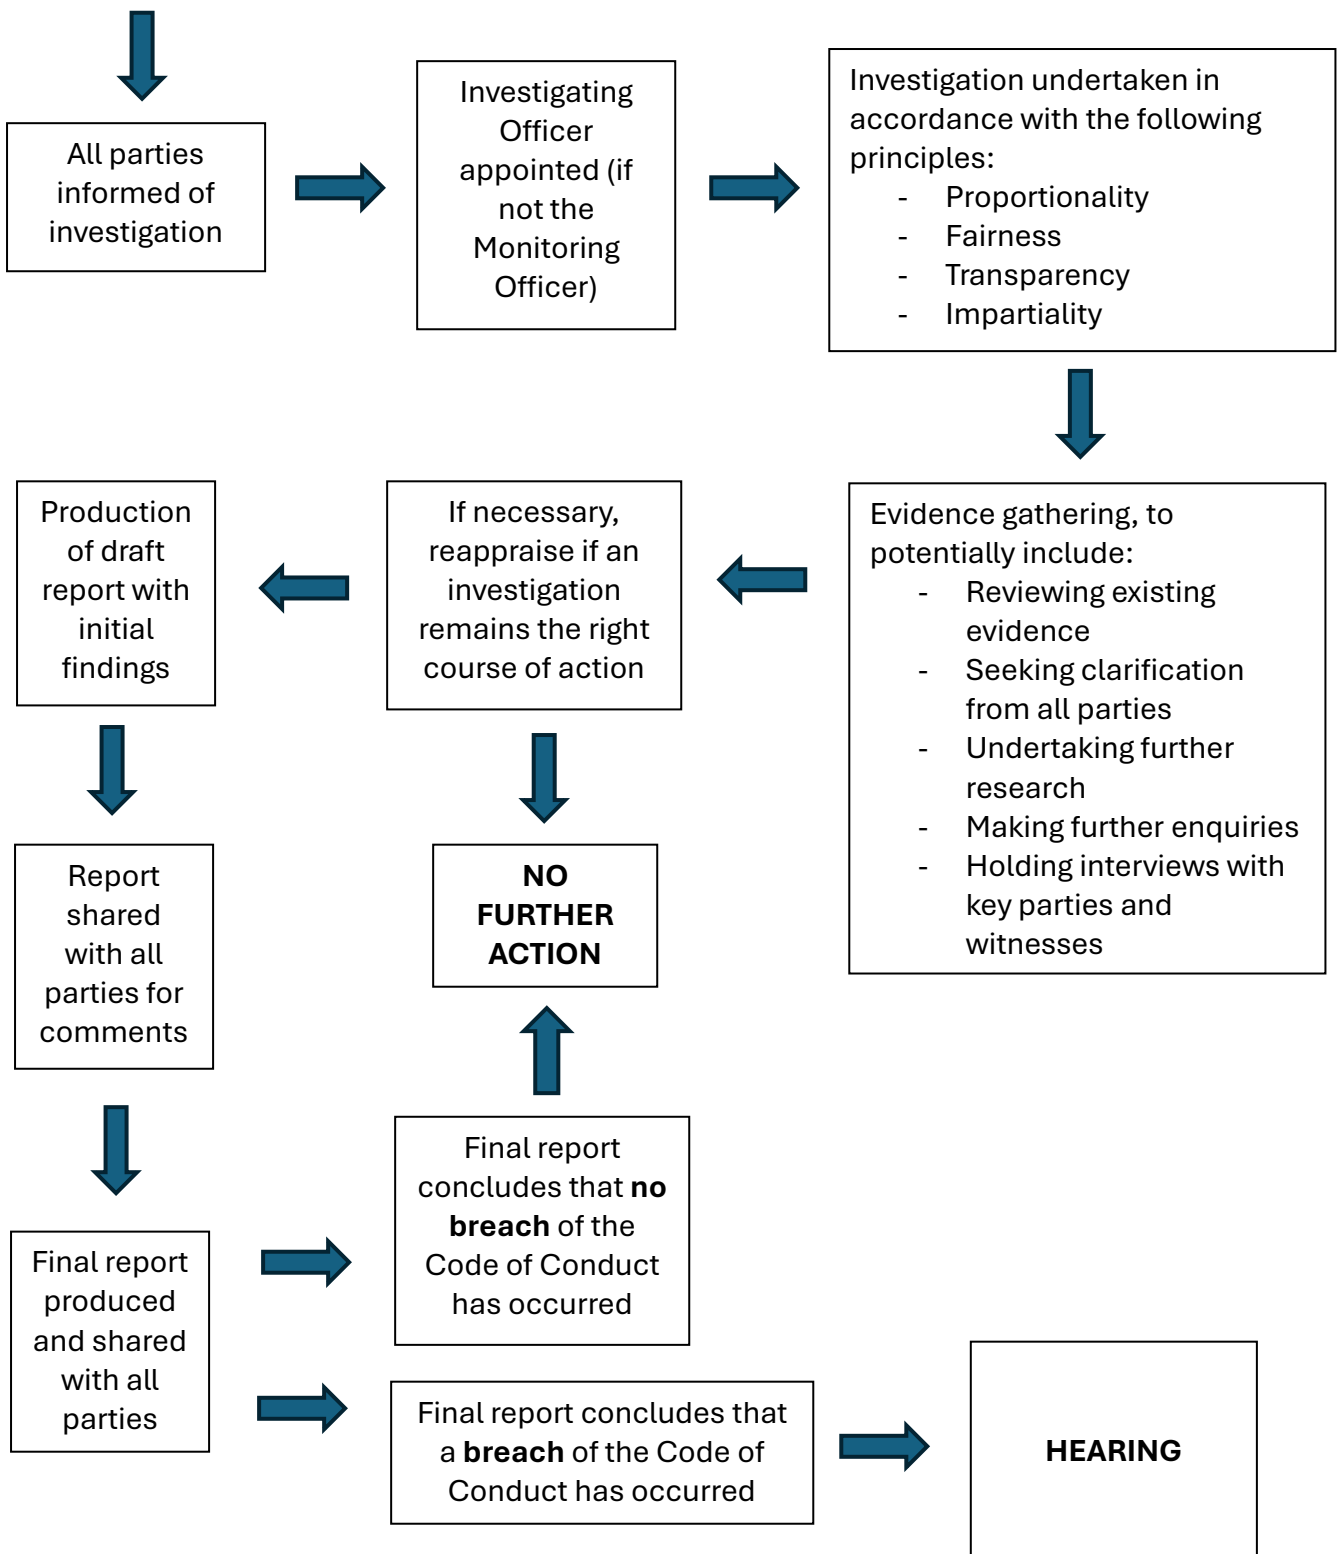 All parties
informed of
investigation
Investigating
Officer
appointed (if
not the
Monitoring
Officer)
Investigation undertaken in
accordance with the following
principles:
- Proportionality
- Fairness
- Transparency
- Impartiality
Evidence gathering, to
potentially include:
- Reviewing existing
evidence
- Seeking clarification
from all parties
- Undertaking further
research
- Making further enquiries
- Holding interviews with
key parties and
witnesses
If necessary,
reappraise if an
investigation
remains the right
course of action
NO
FURTHER
ACTION
Production
of draft
report with
initial
findings
Report
shared
with all
parties for
comments
Final report
produced
and shared
with all
parties
Final report
concludes that no
breach of the
Code of Conduct
has occurred
Final report concludes that
a breach of the Code of
Conduct has occurred
HEARING